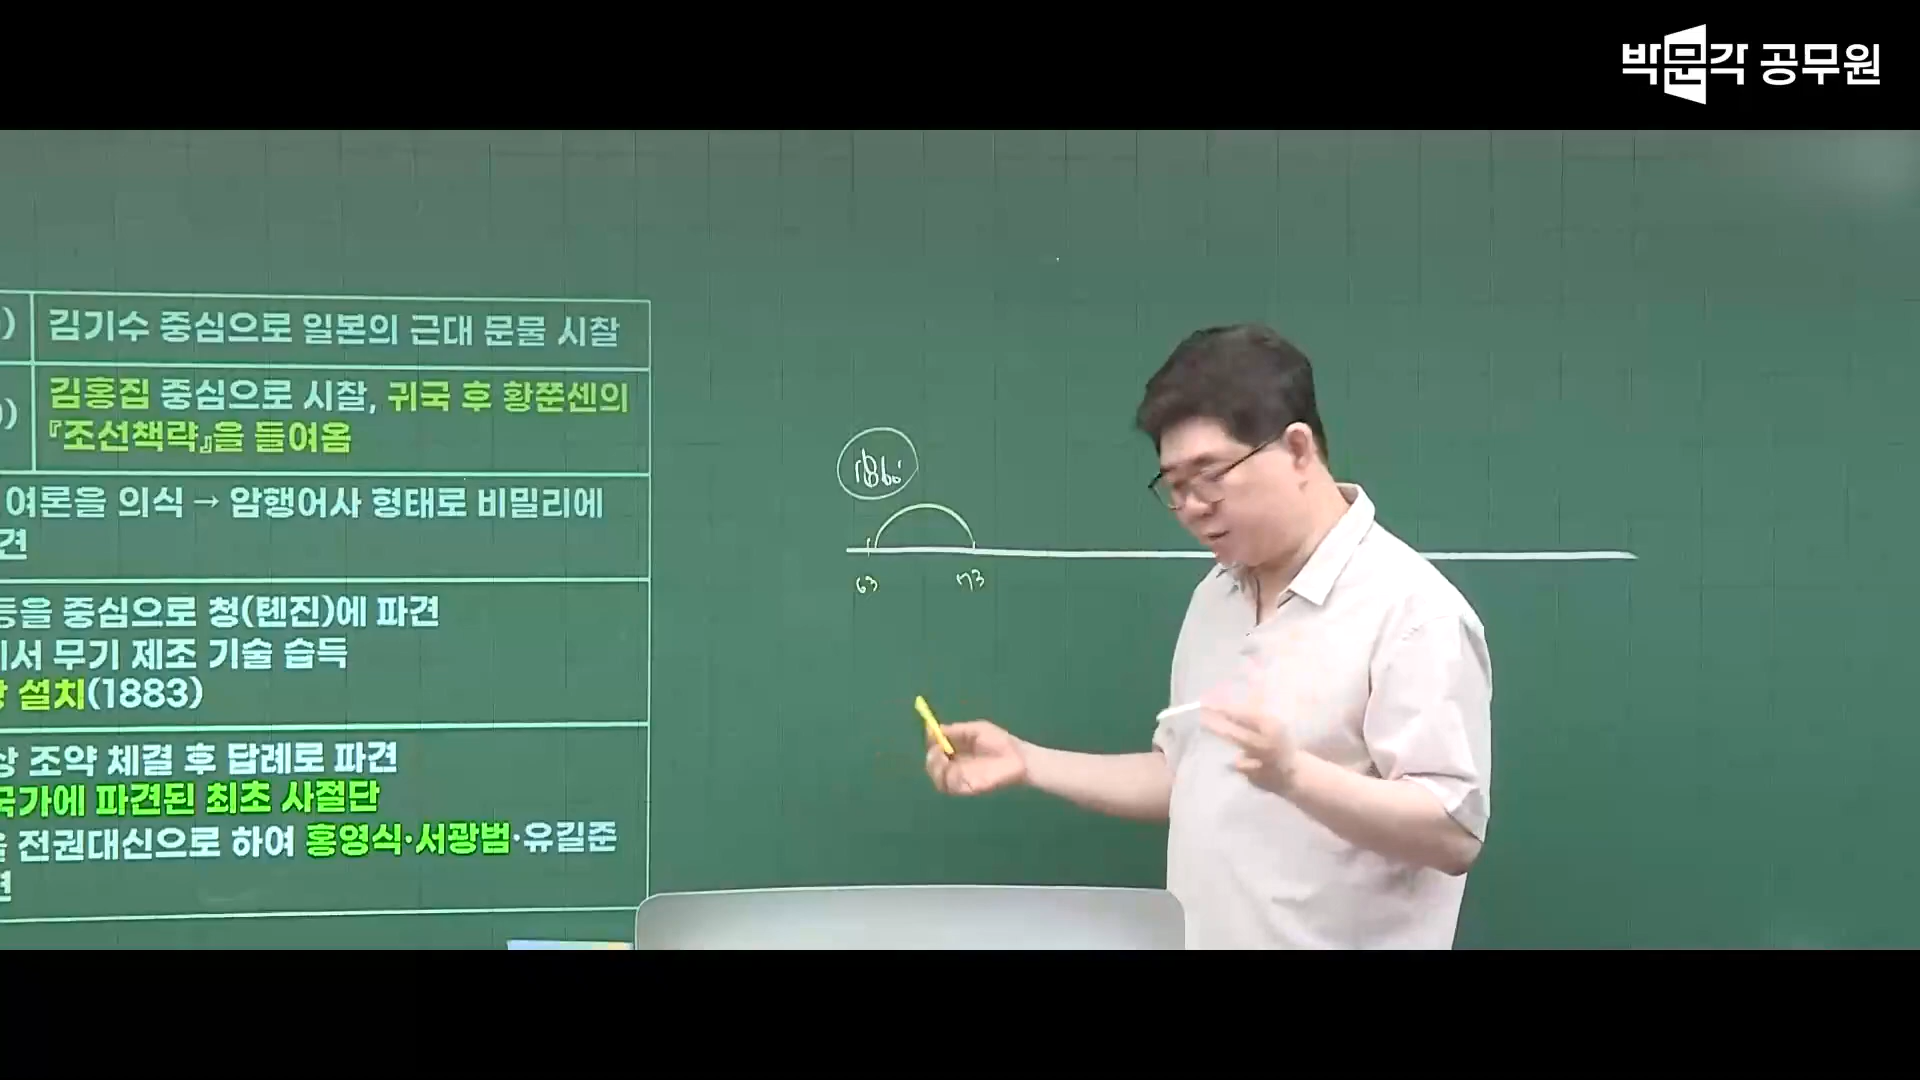 박문각 공무원
)
김기수 중심으로 일본의 근대 문물 시찰
)
김홍집 중심으로 시찰, 귀국 후 황쭌셴의
『조선책략』을 들여옴
여론을 의식 → 암행어사 형태로 비밀리에
견
등을 중심으로 청(톈진)에 파견
에서 무기 제조 기술 습득
설치(1883)
상 조약 체결 후 답례로 파견
국가에 파견된 최초 사절단
을 전권대신으로 하여 홍영식·서광범·유길준
견
186
63
73